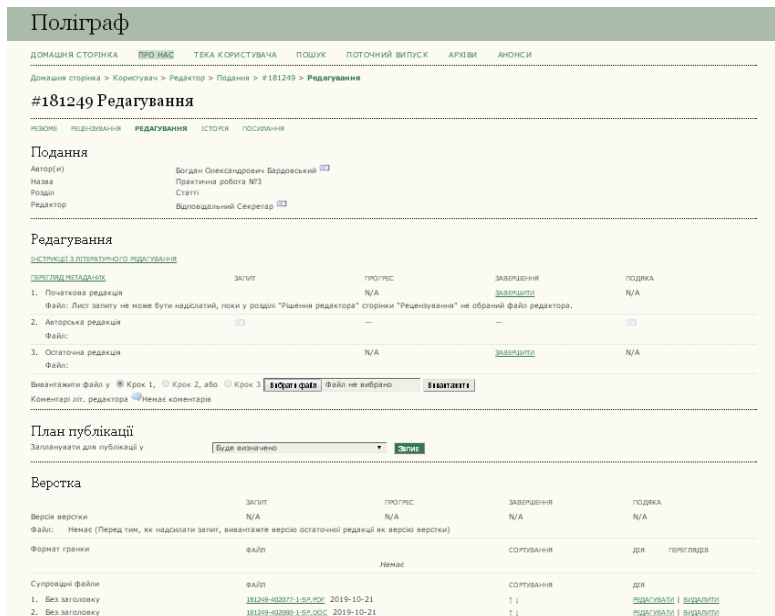 Поліграф
ДОМАШНЯ СТОРІНКА ПРО НАС ТЕКА КОРИСТУВАЧА ПОШУК ПОТОЧНИЙ ВИПУСК АРХІВИ АНОНСИ
Домашня сторінка > Користувач > Редактор > Подання > #181249 > Редагування
#181249 Редагування
РЕЗЮМЕ РЕЦЕНЗУВАННЯ РЕДАГУВАННЯ ІСТОРІЯ ПОСИЛАННЯ
Подання
Автор(и) Богдан Олександрович Бардовський
Назва Практична робота №3
Розділ Статті
Редактор Відповідальний Секретар
Редагування
ІНСТРУКЦІЇ З ЛІТЕРАТУРНОГО РЕДАГУВАННЯ
ПЕРЕГЛЯД МЕТАДАНИХ ЗАПИТ ПРОГРЕС ЗАВЕРШЕННЯ ПОДЯКА
1. Початкова редакція N/A ЗАВЕРШИТИ N/A
Файл: Лист запиту не може бути надісланий, поки у розділі "Рішення редактора" сторінки "Рецензування" не обраний файл редактора.
2. Авторська редакція — —
Файл:
3. Остаточна редакція N/A ЗАВЕРШИТИ N/A
Файл:
Вивантажити файл у Крок 1, Крок 2, або Крок 3 Вибрати файл Файл не вибрано Вивантажити
Коментарі літ. редактора Немає коментарів
План публікації
Запланувати для публікації у Буде визначено Запис
Верстка
ЗАПИТ ПРОГРЕС ЗАВЕРШЕННЯ ПОДЯКА
Версія верстки N/A N/A N/A N/A
Файл: Немає (Перед тим, як надсилати запит, вивантажте версію остаточної редакції як версію верстки)
Формат гранки ФАЙЛ СОРТУВАННЯ ДІЯ ПЕРЕГЛЯДІВ
Немає
Супровідні файли ФАЙЛ СОРТУВАННЯ ДІЯ
1. Без заголовку 181249-402077-1-SP.PDF 2019-10-21 ↑ ↓ РЕДАГУВАТИ | ВИДАЛИТИ
2. Без заголовку 181249-402080-1-SP.DOC 2019-10-21 ↑ ↓ РЕДАГУВАТИ | ВИДАЛИТИ